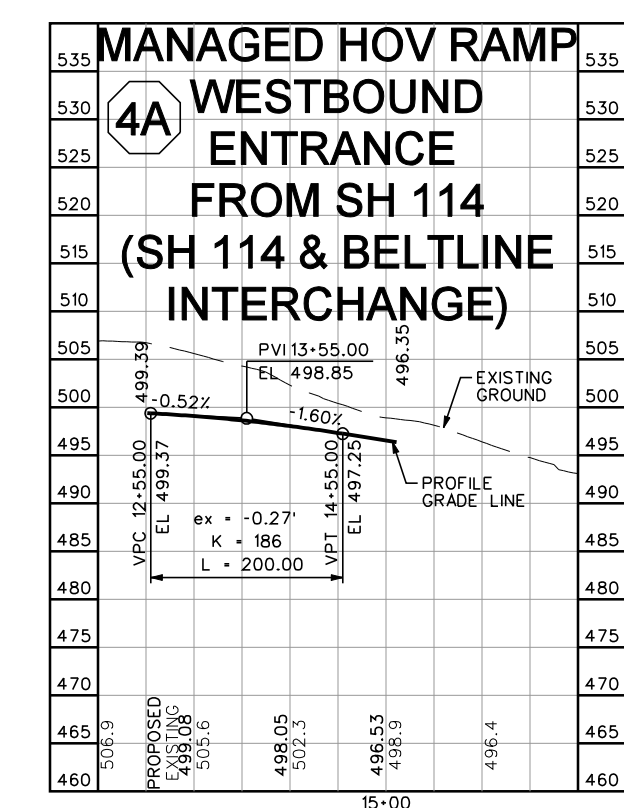 MANAGED HOV RAMP
WESTBOUND
ENTRANCE
FROM SH 114
(SH 114 & BELTLINE
INTERCHANGE)
4A
535
530
525
520
515
510
505
500
495
490
485
480
475
470
465
460
535
530
525
520
515
510
505
500
495
490
485
480
475
470
465
460
499.39
PVI 13+55.00
EL 498.85
496.35
-0.52%
-1.60%
EXISTING
GROUND
PROFILE
GRADE LINE
VPC 12+55.00
EL 499.37
VPT 14+55.00
EL 497.25
ex = -0.27'
K = 186
L = 200.00
506.9
PROPOSED
EXISTING
499.08
505.6
498.05
502.3
496.53
498.9
496.4
15+00